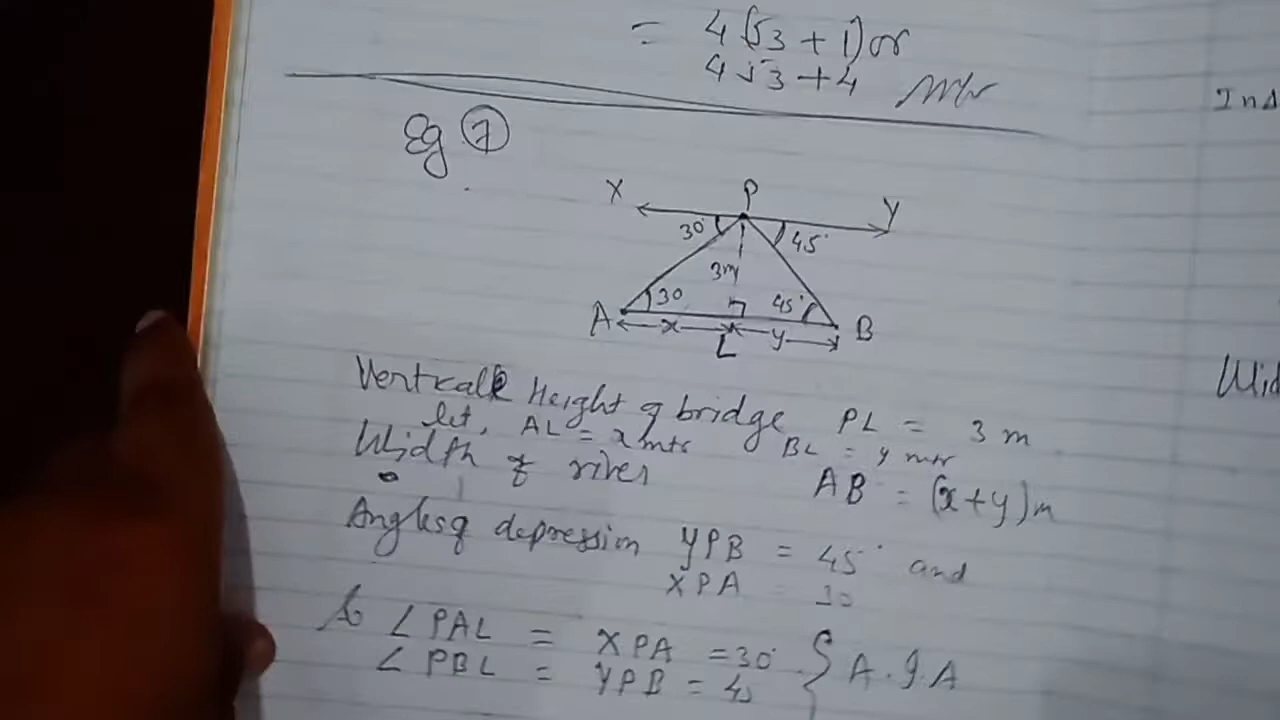 = 4(√3 + 1) or
4√3 + 4 mtr
Ind
Eg 7
P
X
Y
30°
45°
3m
30
45°
A
B
x
y
L
Vertical Height of bridge PL = 3 m
let, AL = x mtr BL = y mtr
Width of river AB = (x+y)m
Wid
Angles of depression YPB = 45° and
XPA = 30
∠PAL = XPA = 30° } A.I.A
∠PBL = YPB = 45